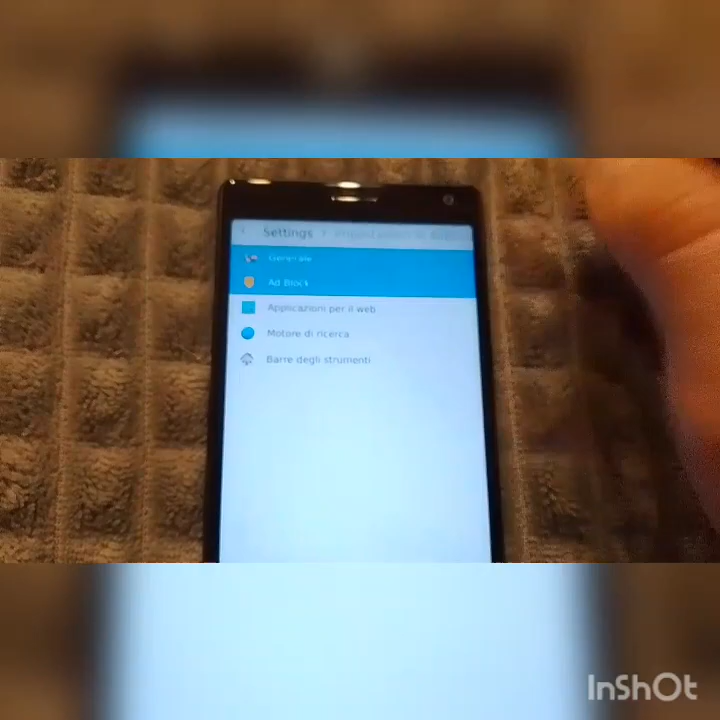 Settings
Generale
Ad Block
Applicazioni per il web
Motore di ricerca
Barre degli strumenti
InShOt